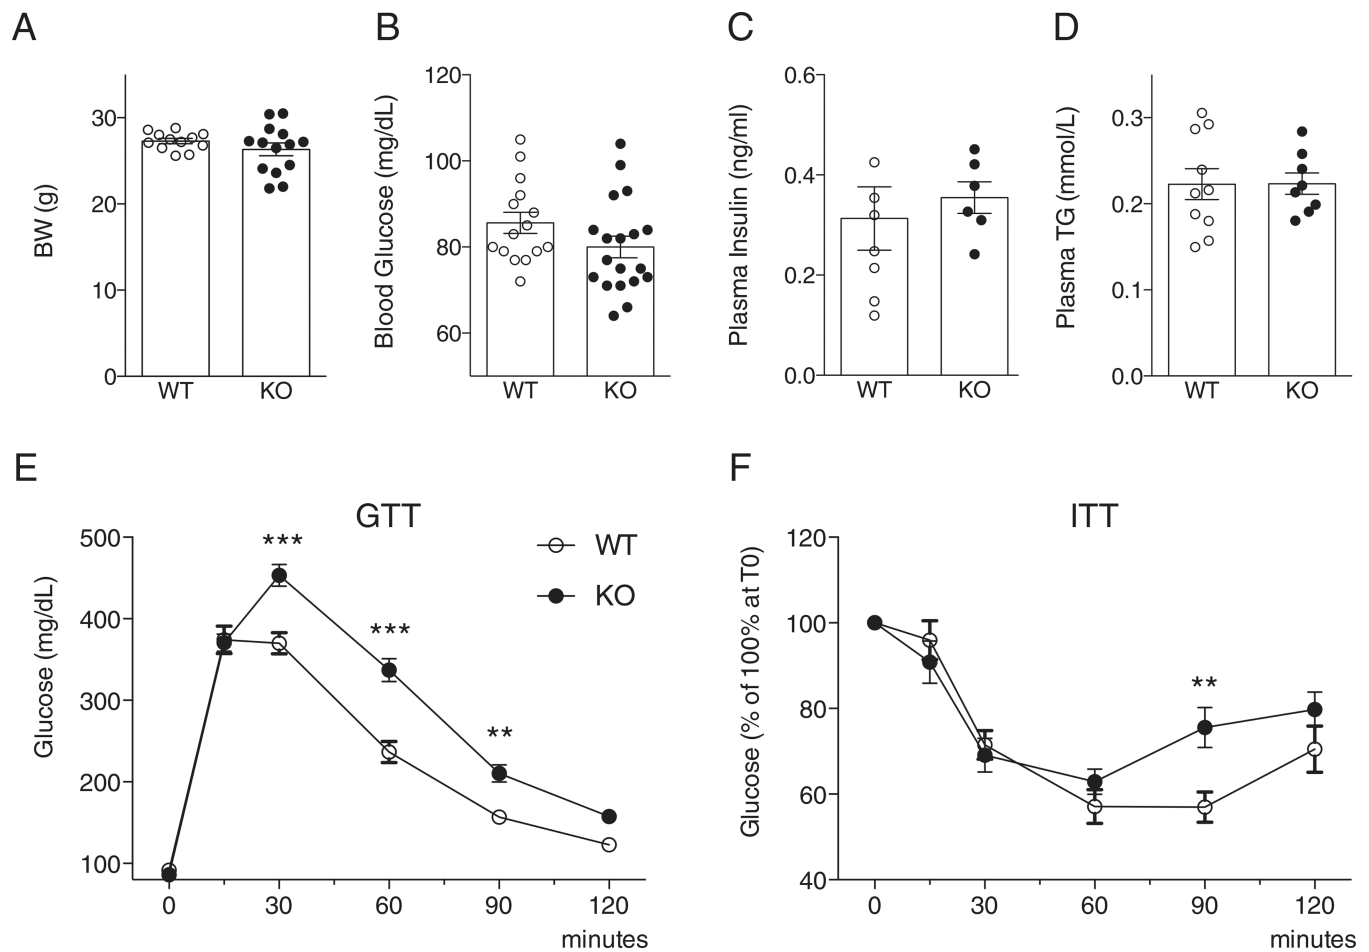 A
BW (g)
30
20
10
0
WT KO
B
Blood Glucose (mg/dL)
120
100
80
60
WT KO
C
Plasma Insulin (ng/ml)
0.6
0.4
0.2
0.0
WT KO
D
Plasma TG (mmol/L)
0.3
0.2
0.1
0.0
WT KO
E
GTT
Glucose (mg/dL)
500
400
300
200
100
***
***
**
WT
KO
0 30 60 90 120
minutes
F
ITT
Glucose (% of 100% at T0)
120
100
80
60
40
**
0 30 60 90 120
minutes